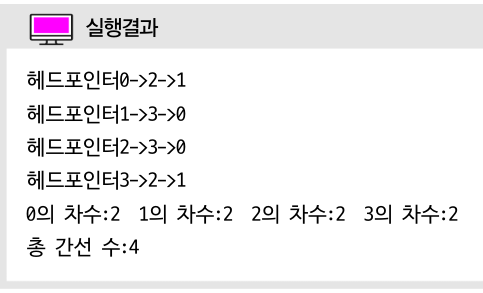 실행결과
헤드포인터0->2->1
헤드포인터1->3->0
헤드포인터2->3->0
헤드포인터3->2->1
0의 차수:2 1의 차수:2 2의 차수:2 3의 차수:2
총 간선 수:4